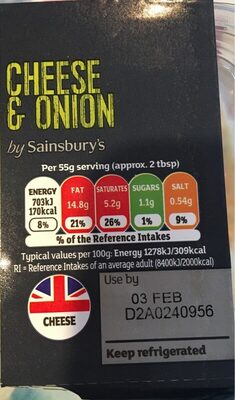 CHEESE
& ONION
by Sainsbury's
Per 55g serving (approx. 2 tbsp)
ENERGY FAT SATURATES SUGARS SALT
703kJ 14.8g 5.2g 1.1g 0.54g
170kcal
8% 21% 26% 1% 9%
% of the Reference Intakes
Typical values per 100g: Energy 1278kJ/309kcal
RI = Reference Intakes of an average adult (8400kJ/2000kcal)
Use by
03 FEB
D2A0240956
CHEESE
Keep refrigerated